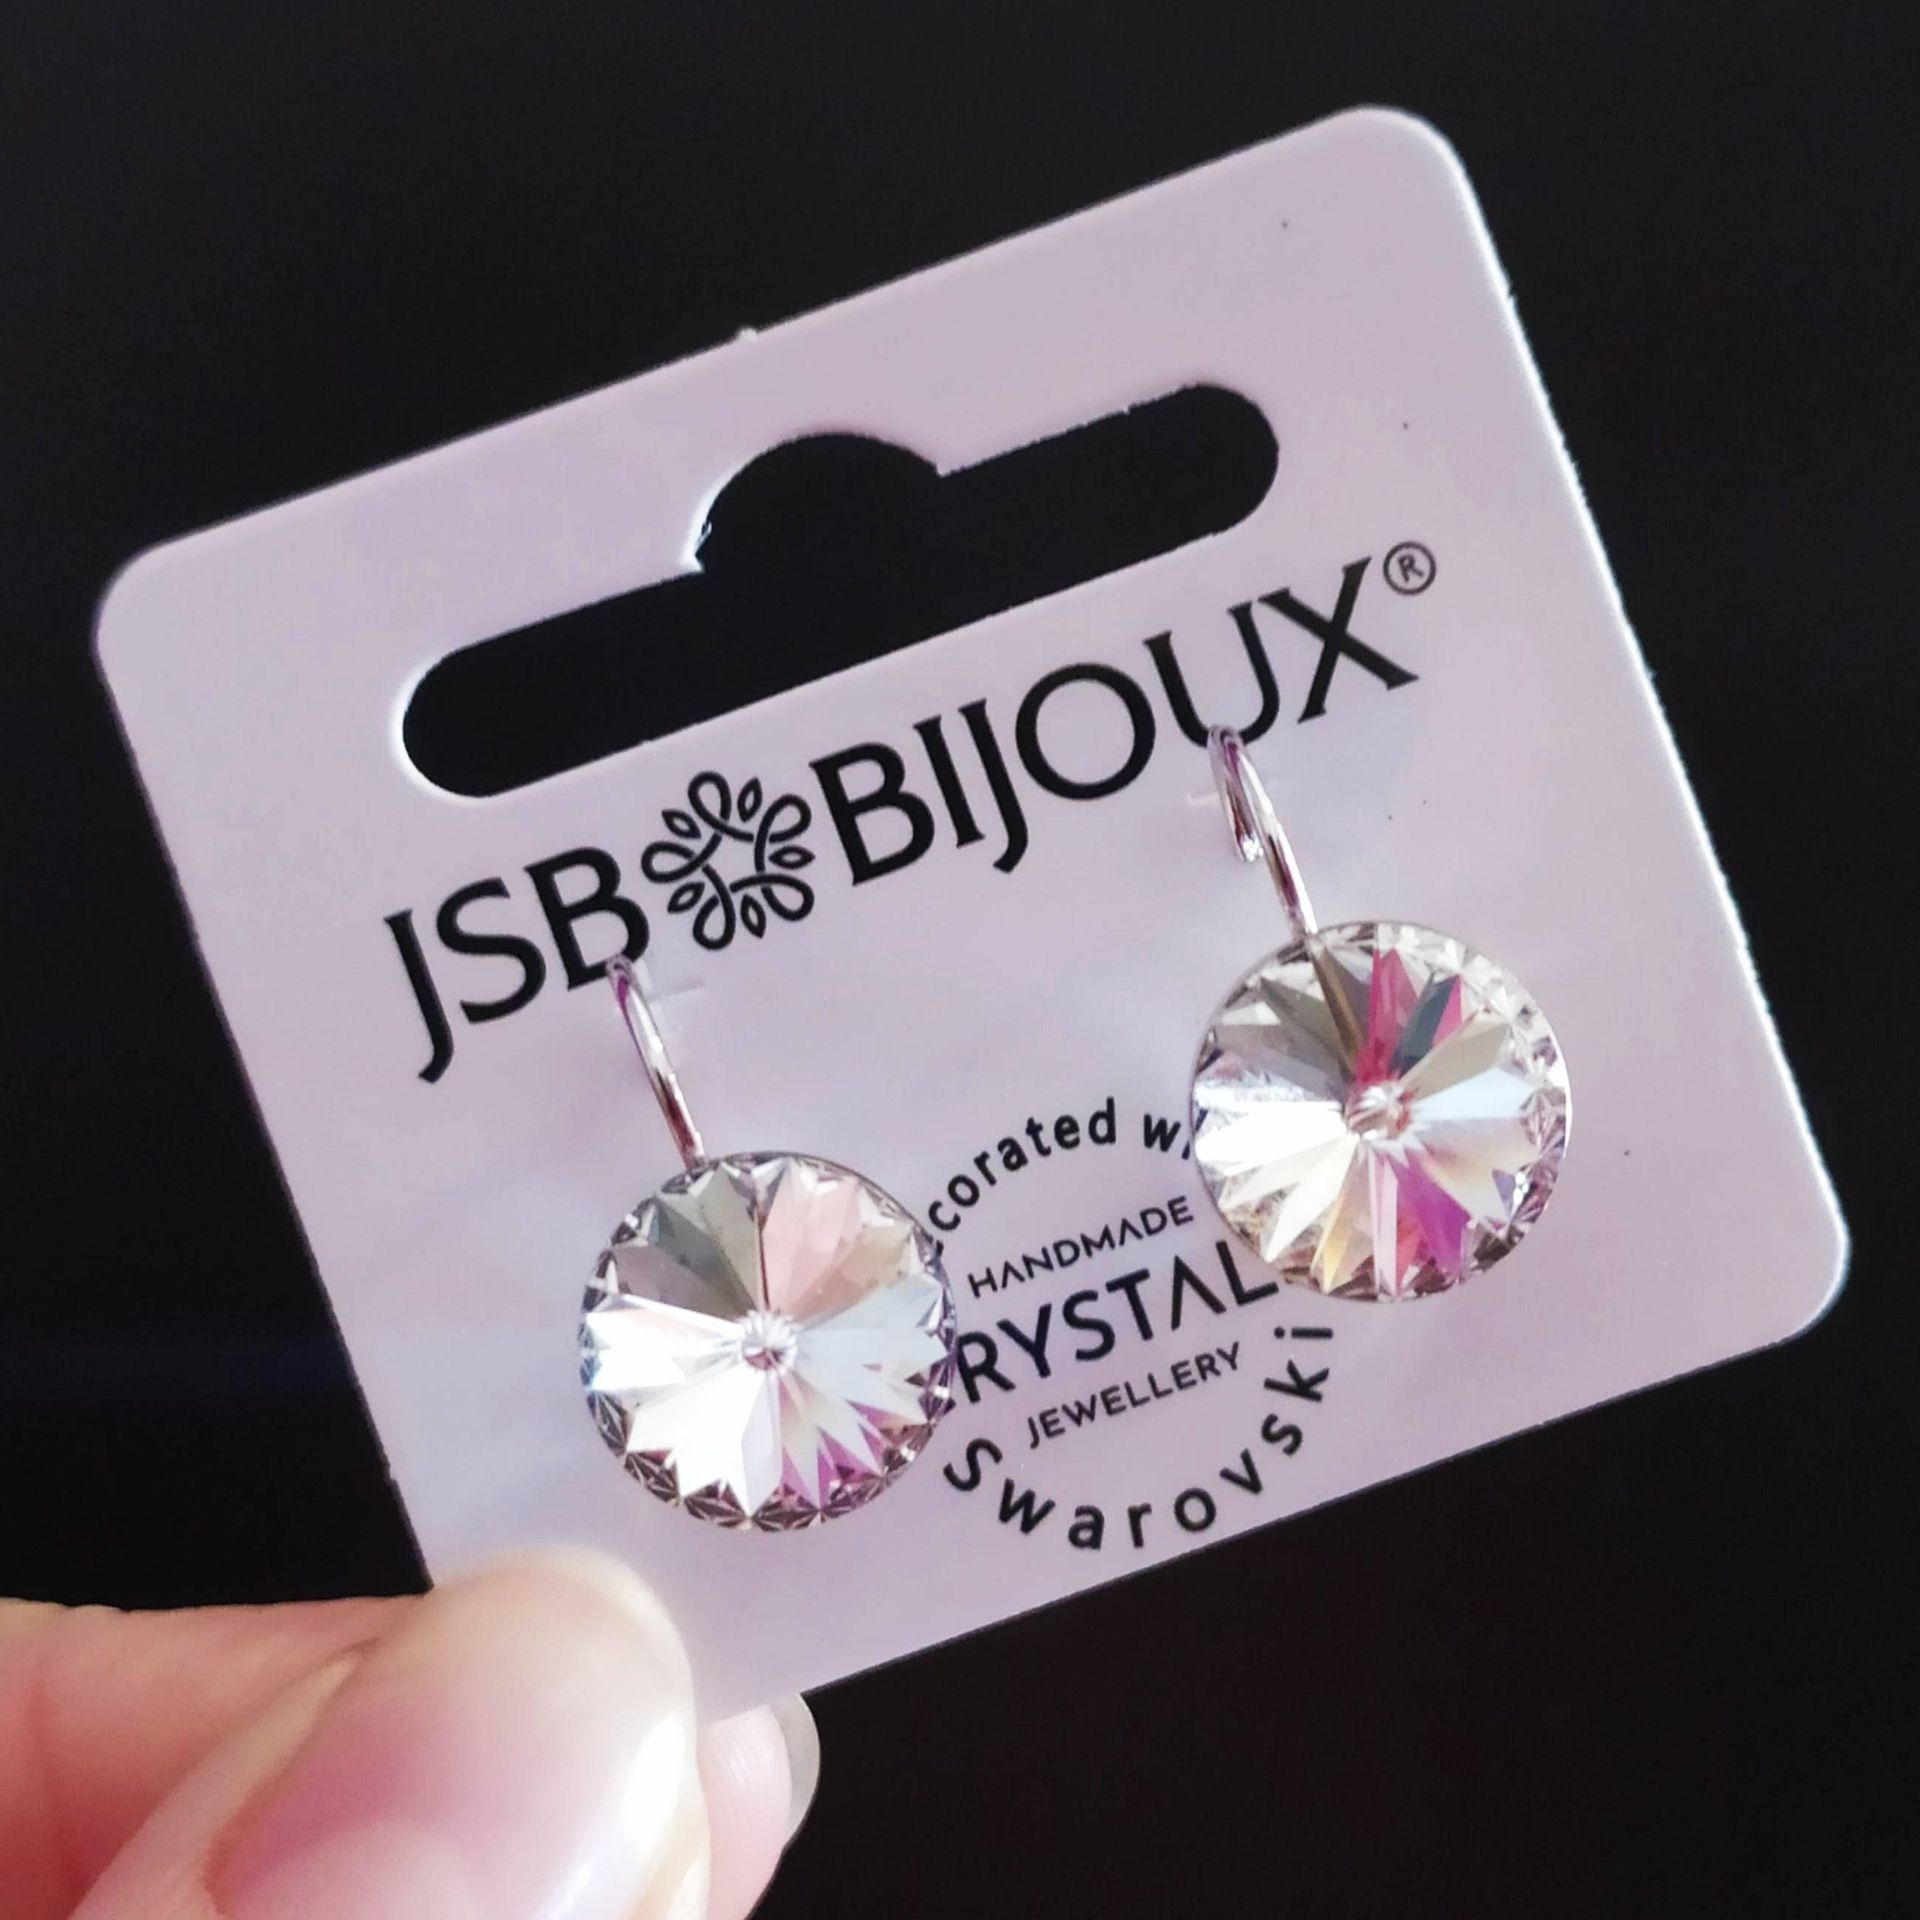 JSB BIJOUX®
corated w
HANDMADE
RYSTAL
JEWELLERY
Swarovski